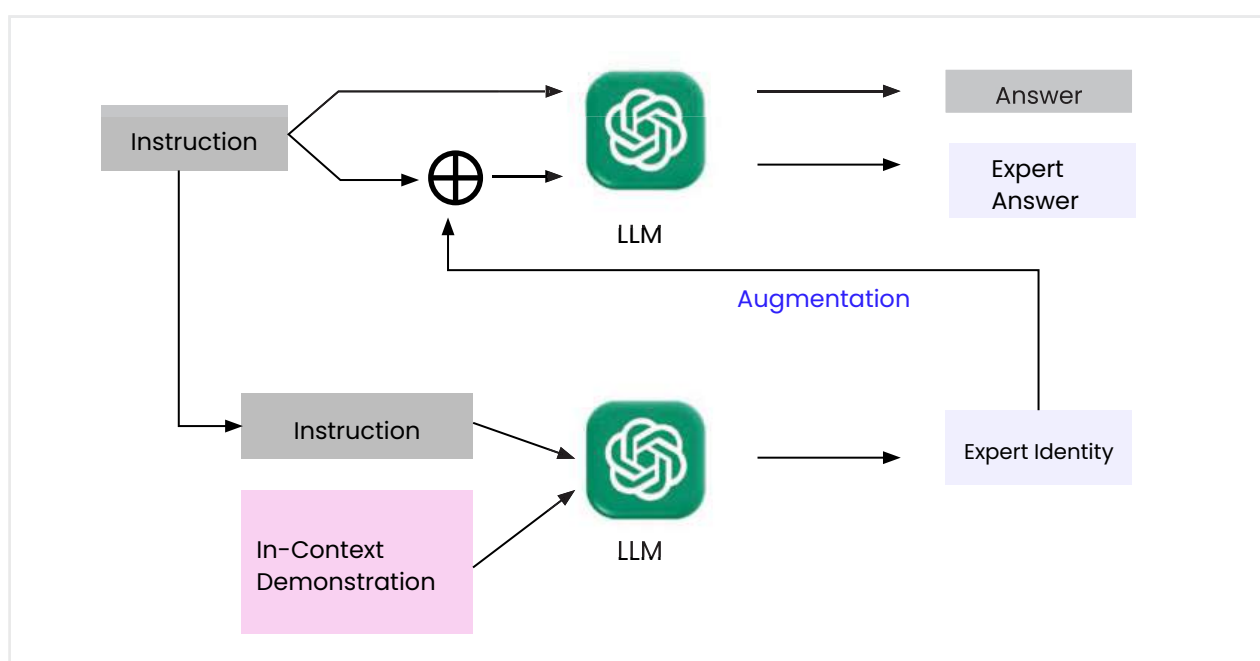 Instruction
Answer
Expert
Answer
LLM
Augmentation
Instruction
Expert Identity
In-Context
Demonstration
LLM